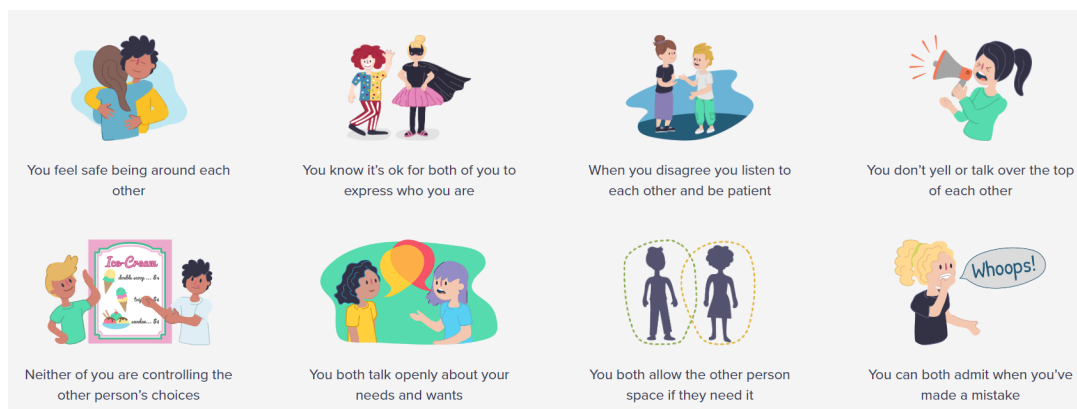 You feel safe being around each
other
You know it's ok for both of you to
express who you are
When you disagree you listen to
each other and be patient
You don't yell or talk over the top
of each other
Ice-Cream
Whoops!
Neither of you are controlling the
other person's choices
You both talk openly about your
needs and wants
You both allow the other person
space if they need it
You can both admit when you've
made a mistake